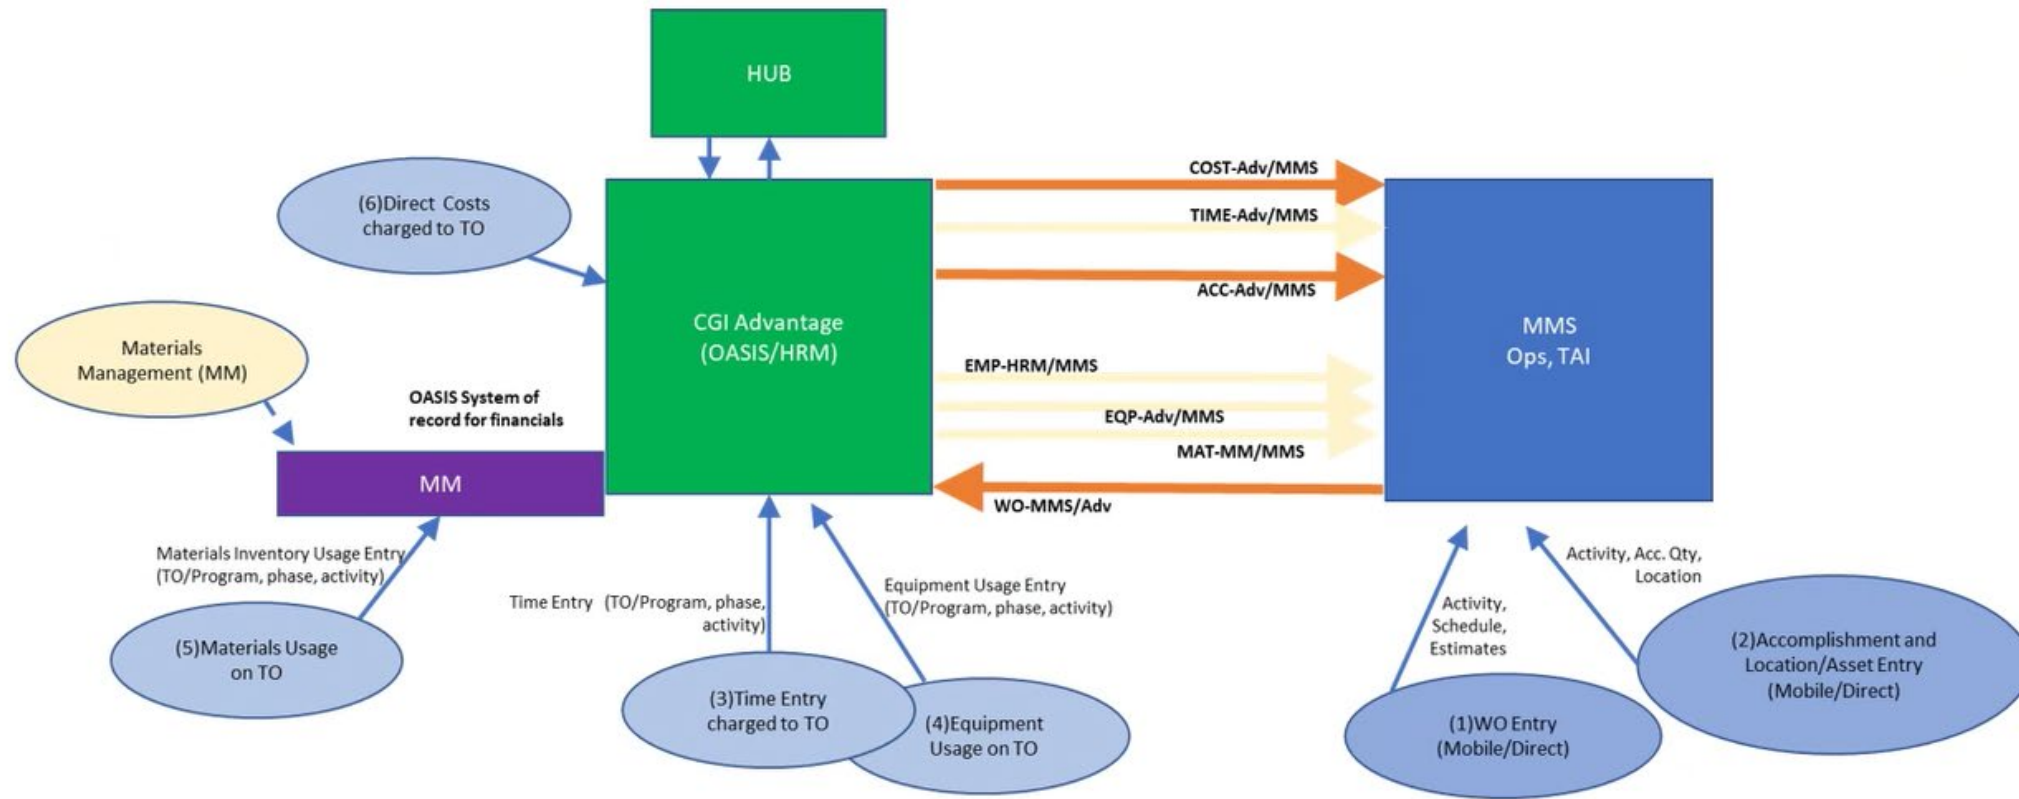 HUB
COST-Adv/MMS
(6)Direct Costs
charged to TO
TIME-Adv/MMS
ACC-Adv/MMS
CGI Advantage
(OASIS/HRM)
MMS
Ops, TAI
Materials
Management (MM)
EMP-HRM/MMS
OASIS System of
record for financials
EQP-Adv/MMS
MAT-MM/MMS
MM
WO-MMS/Adv
Materials Inventory Usage Entry
(TO/Program, phase, activity)
Time Entry (TO/Program, phase,
activity)
Equipment Usage Entry
(TO/Program, phase, activity)
Activity, Acc. Qty,
Location
Activity,
Schedule,
Estimates
(5)Materials Usage
on TO
(3)Time Entry
charged to TO
(4)Equipment
Usage on TO
(1)WO Entry
(Mobile/Direct)
(2)Accomplishment and
Location/Asset Entry
(Mobile/Direct)